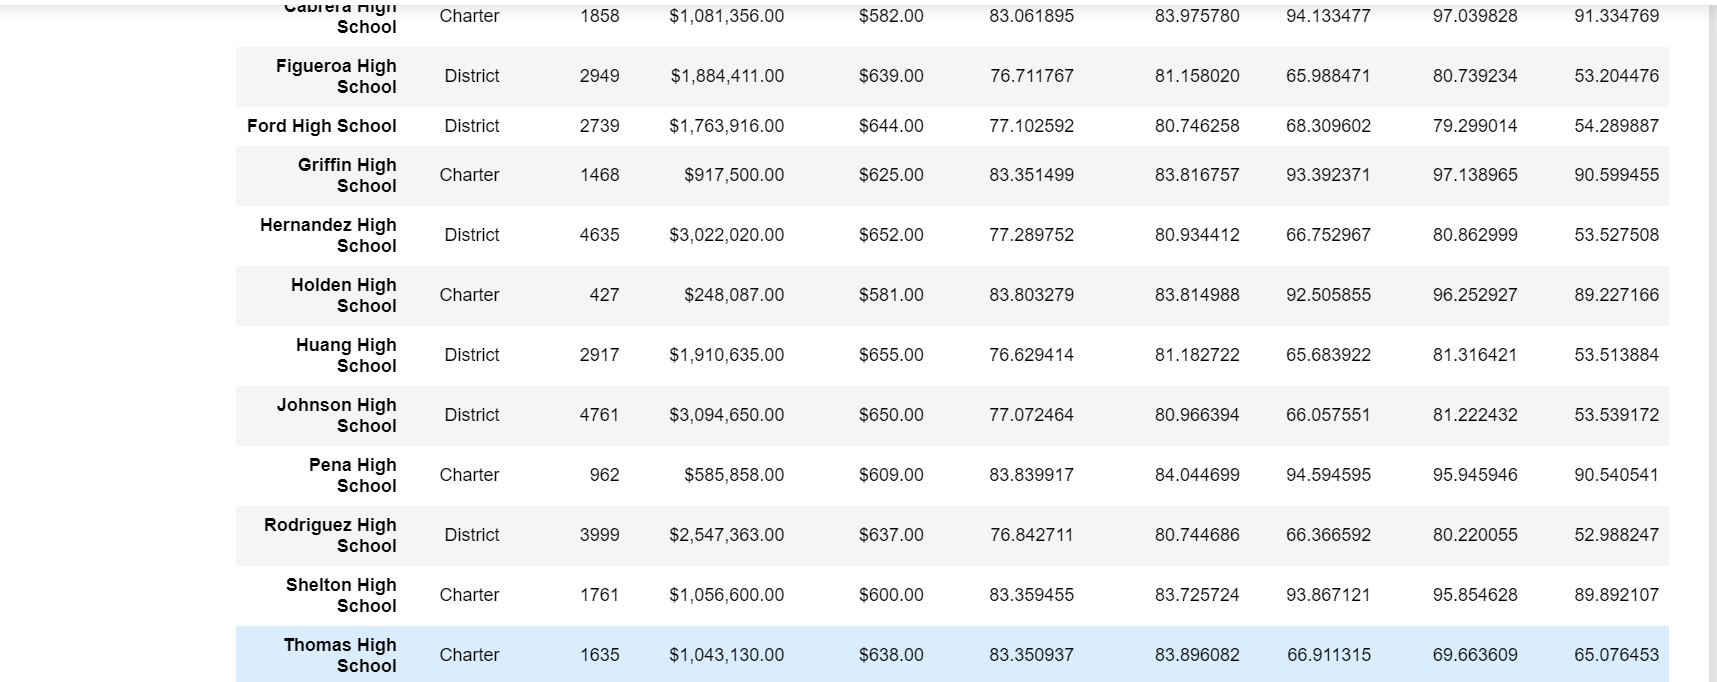 Cabrera High
School Charter 1858 $1,081,356.00 $582.00 83.061895 83.975780 94.133477 97.039828 91.334769
Figueroa High
School District 2949 $1,884,411.00 $639.00 76.711767 81.158020 65.988471 80.739234 53.204476
Ford High School District 2739 $1,763,916.00 $644.00 77.102592 80.746258 68.309602 79.299014 54.289887
Griffin High
School Charter 1468 $917,500.00 $625.00 83.351499 83.816757 93.392371 97.138965 90.599455
Hernandez High
School District 4635 $3,022,020.00 $652.00 77.289752 80.934412 66.752967 80.862999 53.527508
Holden High
School Charter 427 $248,087.00 $581.00 83.803279 83.814988 92.505855 96.252927 89.227166
Huang High
School District 2917 $1,910,635.00 $655.00 76.629414 81.182722 65.683922 81.316421 53.513884
Johnson High
School District 4761 $3,094,650.00 $650.00 77.072464 80.966394 66.057551 81.222432 53.539172
Pena High
School Charter 962 $585,858.00 $609.00 83.839917 84.044699 94.594595 95.945946 90.540541
Rodriguez High
School District 3999 $2,547,363.00 $637.00 76.842711 80.744686 66.366592 80.220055 52.988247
Shelton High
School Charter 1761 $1,056,600.00 $600.00 83.359455 83.725724 93.867121 95.854628 89.892107
Thomas High
School Charter 1635 $1,043,130.00 $638.00 83.350937 83.896082 66.911315 69.663609 65.076453